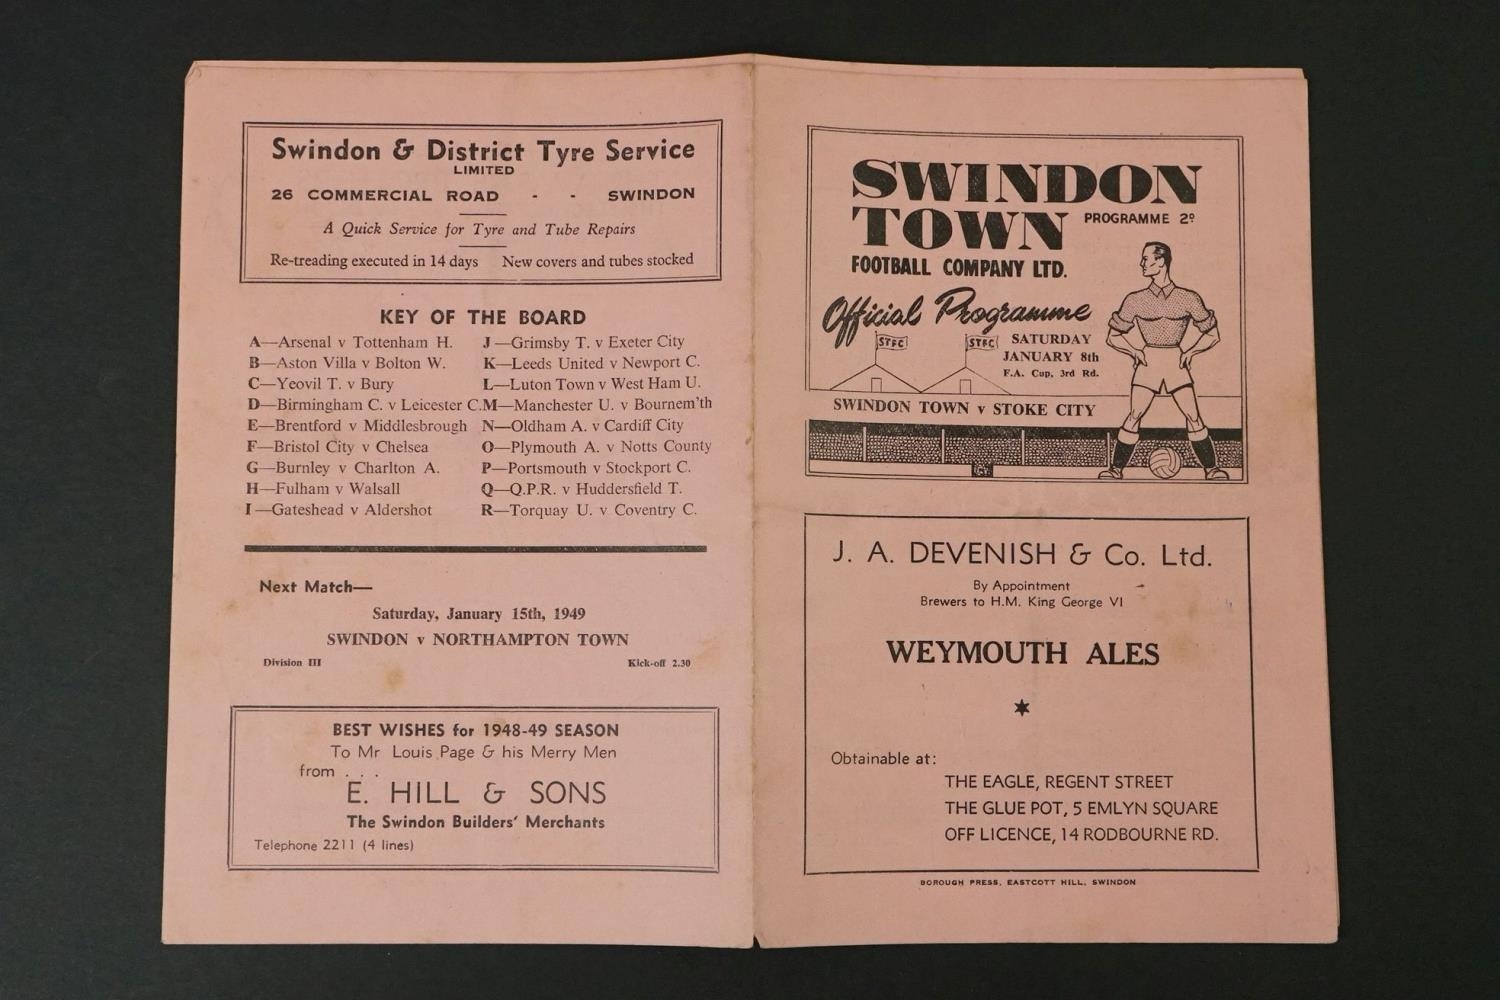 Swindon & District Tyre Service
LIMITED
26 COMMERCIAL ROAD - - SWINDON
A Quick Service for Tyre and Tube Repairs
Re-treading executed in 14 days New covers and tubes stocked
KEY OF THE BOARD
A—Arsenal v Tottenham H.
B—Aston Villa v Bolton W.
C—Yeovil T. v Bury
D—Birmingham C. v Leicester C.
E—Brentford v Middlesbrough
F—Bristol City v Chelsea
G—Burnley v Charlton A.
H—Fulham v Walsall
I—Gateshead v Aldershot
J—Grimsby T. v Exeter City
K—Leeds United v Newport C.
L—Luton Town v West Ham U.
M—Manchester U. v Bournem'th
N—Oldham A. v Cardiff City
O—Plymouth A. v Notts County
P—Portsmouth v Stockport C.
Q—Q.P.R. v Huddersfield T.
R—Torquay U. v Coventry C.
Next Match—
Saturday, January 15th, 1949
SWINDON v NORTHAMPTON TOWN
Division III Kick-off 2.30
BEST WISHES for 1948-49 SEASON
To Mr Louis Page & his Merry Men
from . . .
E. HILL & SONS
The Swindon Builders' Merchants
Telephone 2211 (4 lines)
SWINDON
TOWN PROGRAMME 2ᴰ
FOOTBALL COMPANY LTD.
Official Programme
STFC STFC
SATURDAY
JANUARY 8th
F.A. Cup, 3rd Rd.
SWINDON TOWN v STOKE CITY
J. A. DEVENISH & Co. Ltd.
By Appointment
Brewers to H.M. King George VI
WEYMOUTH ALES
Obtainable at:
THE EAGLE, REGENT STREET
THE GLUE POT, 5 EMLYN SQUARE
OFF LICENCE, 14 RODBOURNE RD.
BOROUGH PRESS, EASTCOTT HILL, SWINDON